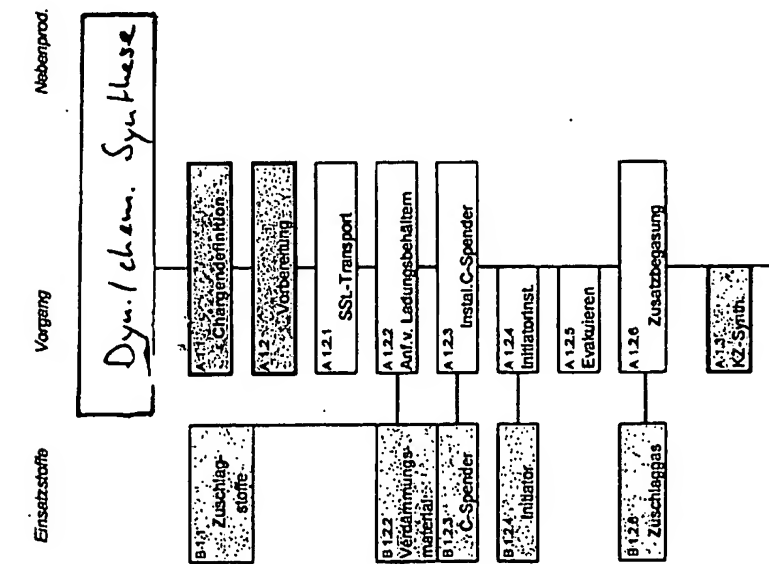 Einsatzstoffe Vorgang Nebenprod.
Dyn./chem. Synthese
B 1.1
Zuschlag-
stoffe
A 1.1
Chargendefinition
A 1.2
Vorbereitung
A 1.2.1
SSt.-Transport
B 1.2.2
Verdämmungs-
material
A 1.2.2
Anf.v. Ladungsbehältern
B 1.2.3
C-Spender
A 1.2.3
Instal.C-Spender
B 1.2.4
Initiator
A 1.2.4
Initiatorinst.
A 1.2.5
Evakuieren
B 1.2.6
Zuschlaggas
A 1.2.6
Zusatzbegasung
A 1.3
KZ-Synth.